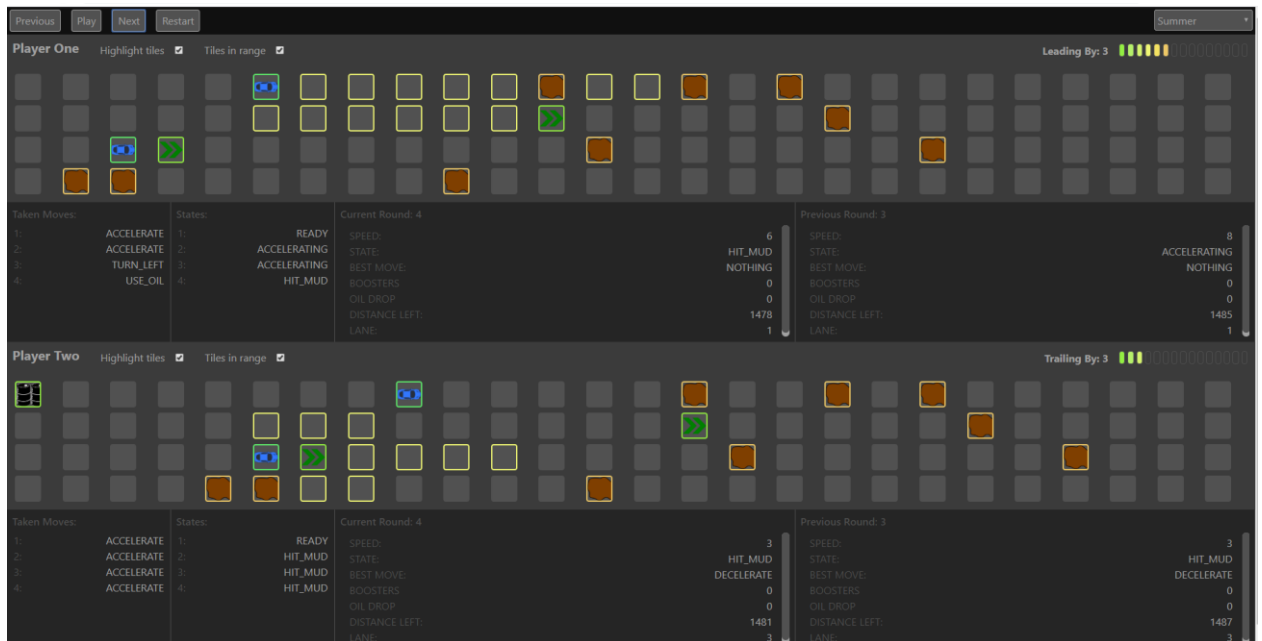 Previous Play Next Restart Summer
Player One Highlight tiles Tiles in range Leading By: 3
Taken Moves: States: Current Round: 4 Previous Round: 3
1: ACCELERATE 1: READY SPEED: 6 SPEED: 8
2: ACCELERATE 2: ACCELERATING STATE: HIT_MUD STATE: ACCELERATING
3: TURN_LEFT 3: ACCELERATING BEST MOVE: NOTHING BEST MOVE: NOTHING
4: USE_OIL 4: HIT_MUD BOOSTERS 0 BOOSTERS 0
OIL DROP 0 OIL DROP 0
DISTANCE LEFT: 1478 DISTANCE LEFT: 1485
LANE: 1 LANE: 1
Player Two Highlight tiles Tiles in range Trailing By: 3
Taken Moves: States: Current Round: 4 Previous Round: 3
1: ACCELERATE 1: READY SPEED: 3 SPEED: 3
2: ACCELERATE 2: HIT_MUD STATE: HIT_MUD STATE: HIT_MUD
3: ACCELERATE 3: HIT_MUD BEST MOVE: DECELERATE BEST MOVE: DECELERATE
4: ACCELERATE 4: HIT_MUD BOOSTERS 0 BOOSTERS 0
OIL DROP 0 OIL DROP 0
DISTANCE LEFT: 1481 DISTANCE LEFT: 1487
LANE: 3 LANE: 3